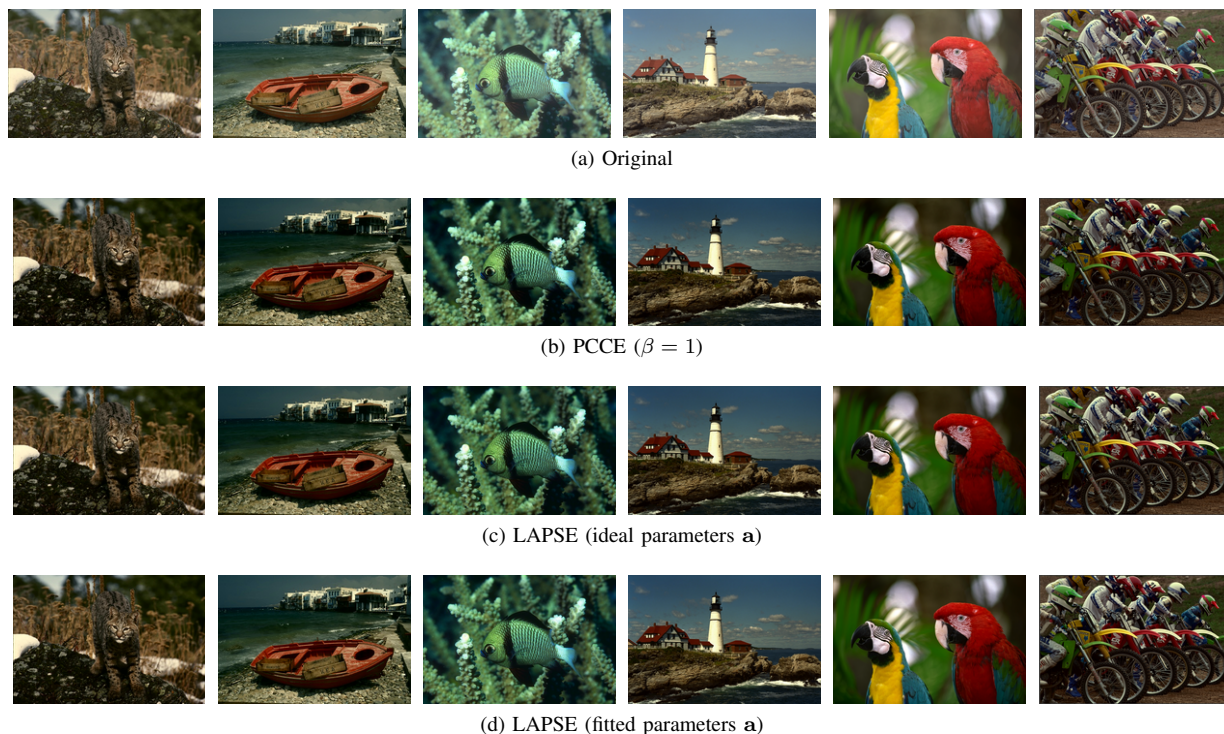 (a) Original
(b) PCCE (β = 1)
(c) LAPSE (ideal parameters a)
(d) LAPSE (fitted parameters a)